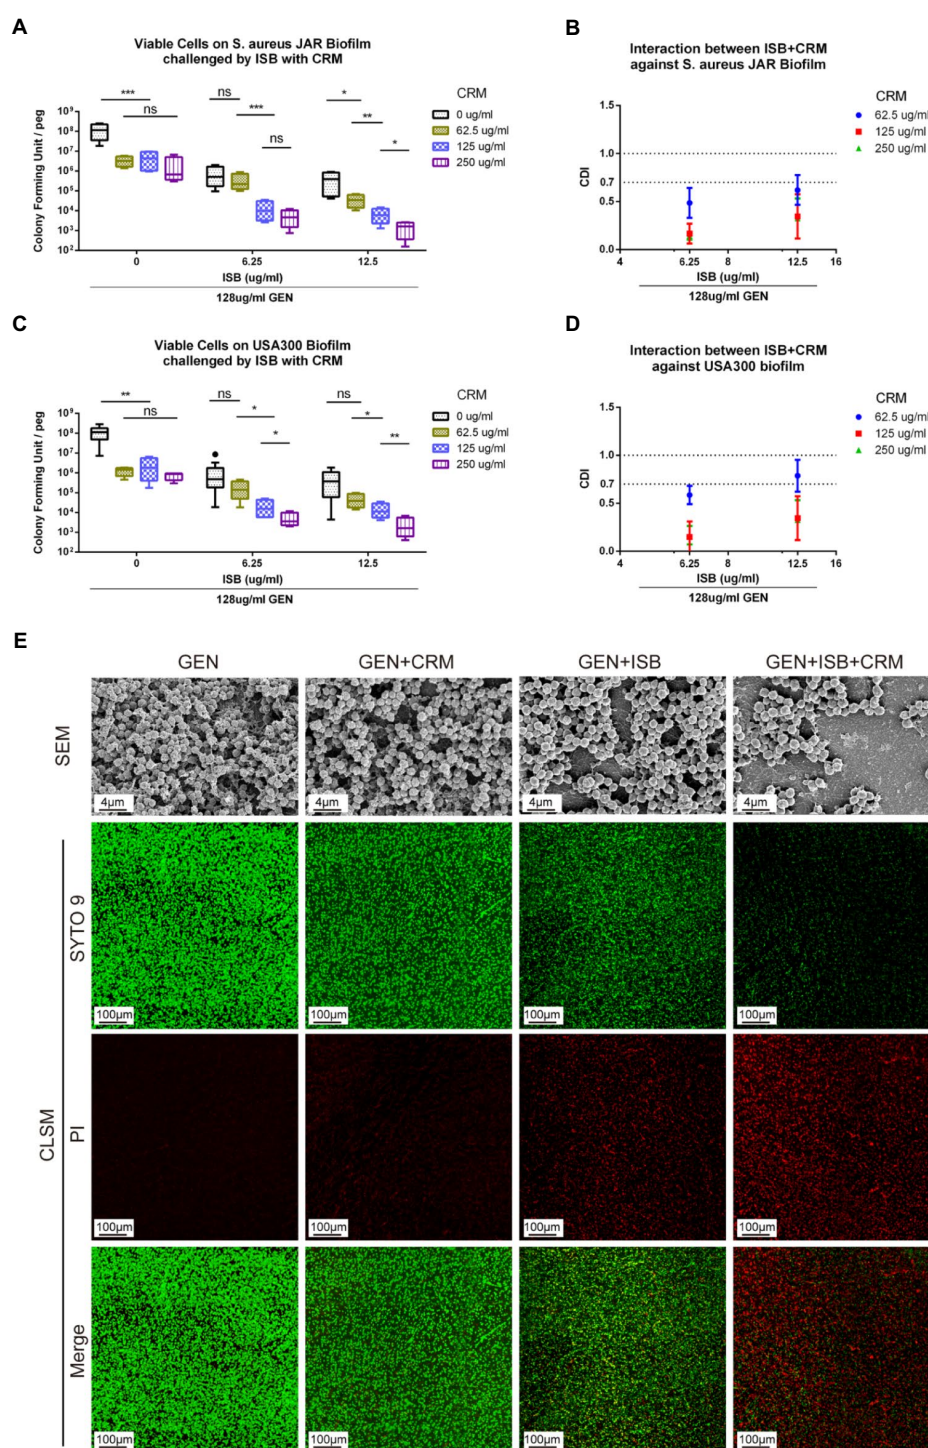 A
Viable Cells on S. aureus JAR Biofilm
challenged by ISB with CRM
Colony Forming Unit / peg
10⁹
10⁸
10⁷
10⁶
10⁵
10⁴
10³
10²
***
ns
ns
***
ns
*
**
*
CRM
0 ug/ml
62.5 ug/ml
125 ug/ml
250 ug/ml
0
6.25
12.5
ISB (ug/ml)
128ug/ml GEN
B
Interaction between ISB+CRM
against S. aureus JAR Biofilm
CDI
1.5
1.0
0.7
0.5
0.0
4
6.25
8
12.5
16
ISB (ug/ml)
128ug/ml GEN
CRM
62.5 ug/ml
125 ug/ml
250 ug/ml
C
Viable Cells on USA300 Biofilm
challenged by ISB with CRM
Colony Forming Unit / peg
10⁹
10⁸
10⁷
10⁶
10⁵
10⁴
10³
10²
**
ns
ns
*
*
ns
*
**
CRM
0 ug/ml
62.5 ug/ml
125 ug/ml
250 ug/ml
0
6.25
12.5
ISB (ug/ml)
128ug/ml GEN
D
Interaction between ISB+CRM
against USA300 biofilm
CDI
1.5
1.0
0.7
0.5
0.0
4
6.25
8
12.5
16
ISB (ug/ml)
128ug/ml GEN
CRM
62.5 ug/ml
125 ug/ml
250 ug/ml
E
GEN GEN+CRM GEN+ISB GEN+ISB+CRM
SEM
4μm 4μm 4μm 4μm
CLSM
SYTO 9
100μm 100μm 100μm 100μm
PI
100μm 100μm 100μm 100μm
Merge
100μm 100μm 100μm 100μm